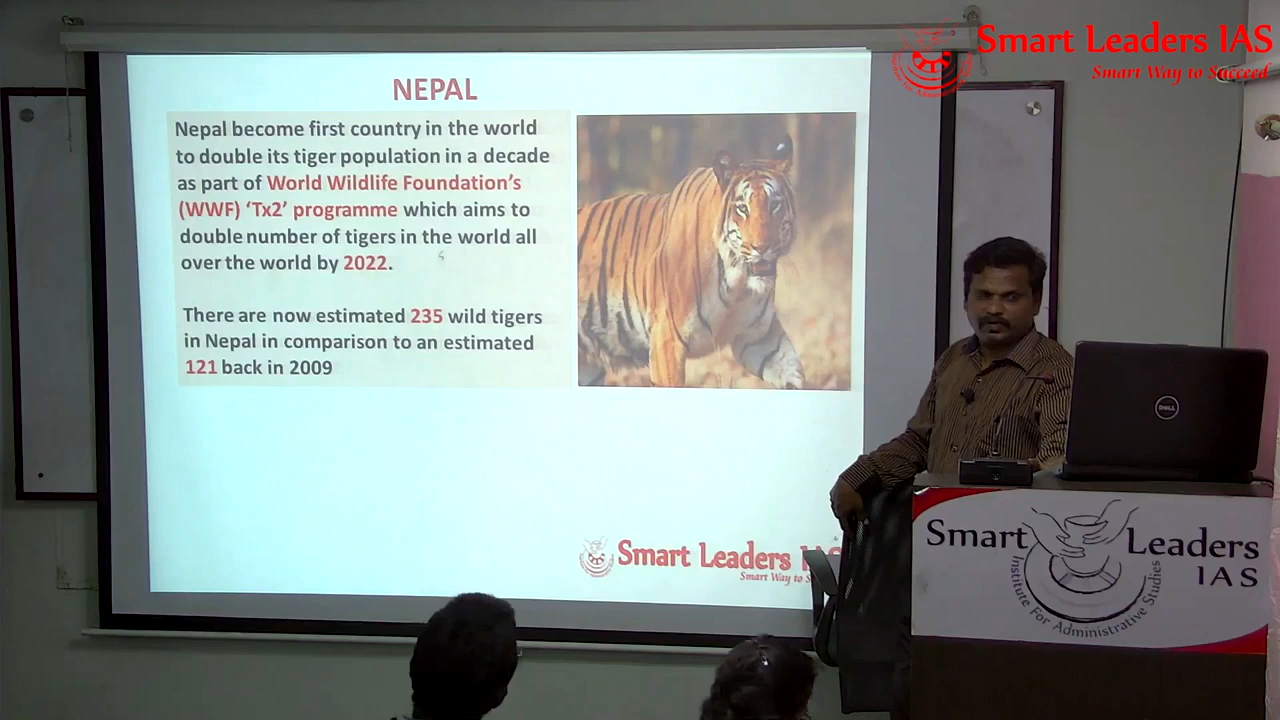 Smart Leaders IAS
Smart Way to Succeed
NEPAL
Nepal become first country in the world
to double its tiger population in a decade
as part of World Wildlife Foundation's
(WWF) 'Tx2' programme which aims to
double number of tigers in the world all
over the world by 2022.
There are now estimated 235 wild tigers
in Nepal in comparison to an estimated
121 back in 2009
Smart Leaders
Smart Way to
DELL
Smart Leaders
IAS
Institute For Administrative Studies